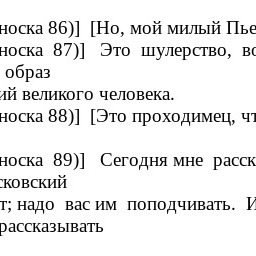 носка 86)] [Но, мой милый Пье
носка 87)] Это шулерство, во
образ
ий великого человека.
носка 88)] [Это проходимец, чт
носка 89)] Сегодня мне расск
сковский
т; надо вас им поподчивать. И
рассказывать